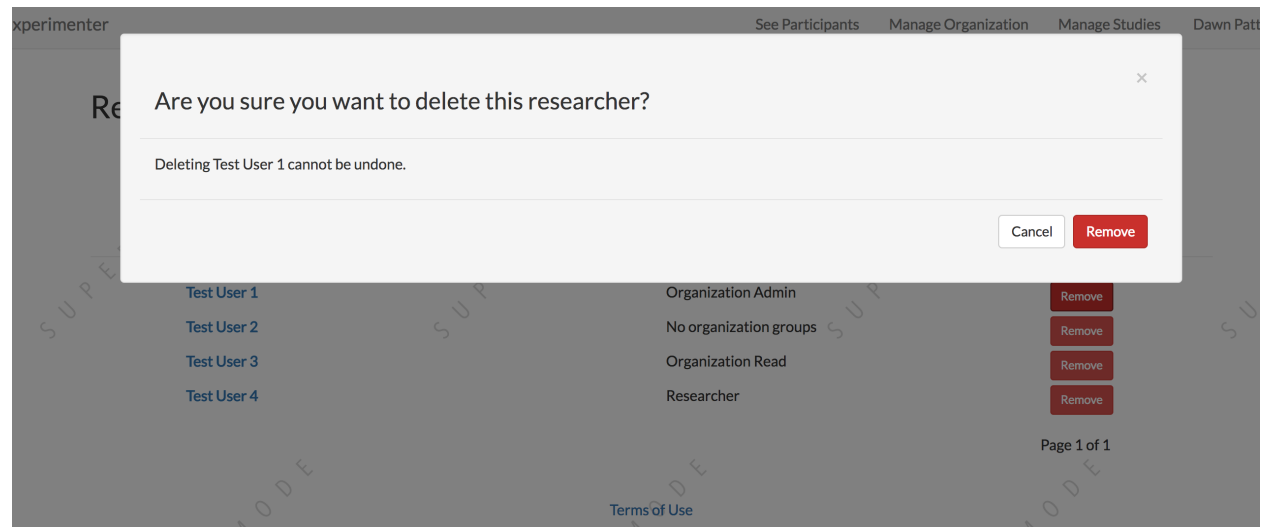 xperimenter See Participants Manage Organization Manage Studies Dawn Patt
×
Re
Are you sure you want to delete this researcher?
Deleting Test User 1 cannot be undone.
Cancel Remove
Test User 1 Organization Admin Remove
Test User 2 No organization groups Remove
Test User 3 Organization Read Remove
Test User 4 Researcher Remove
Page 1 of 1
Terms of Use